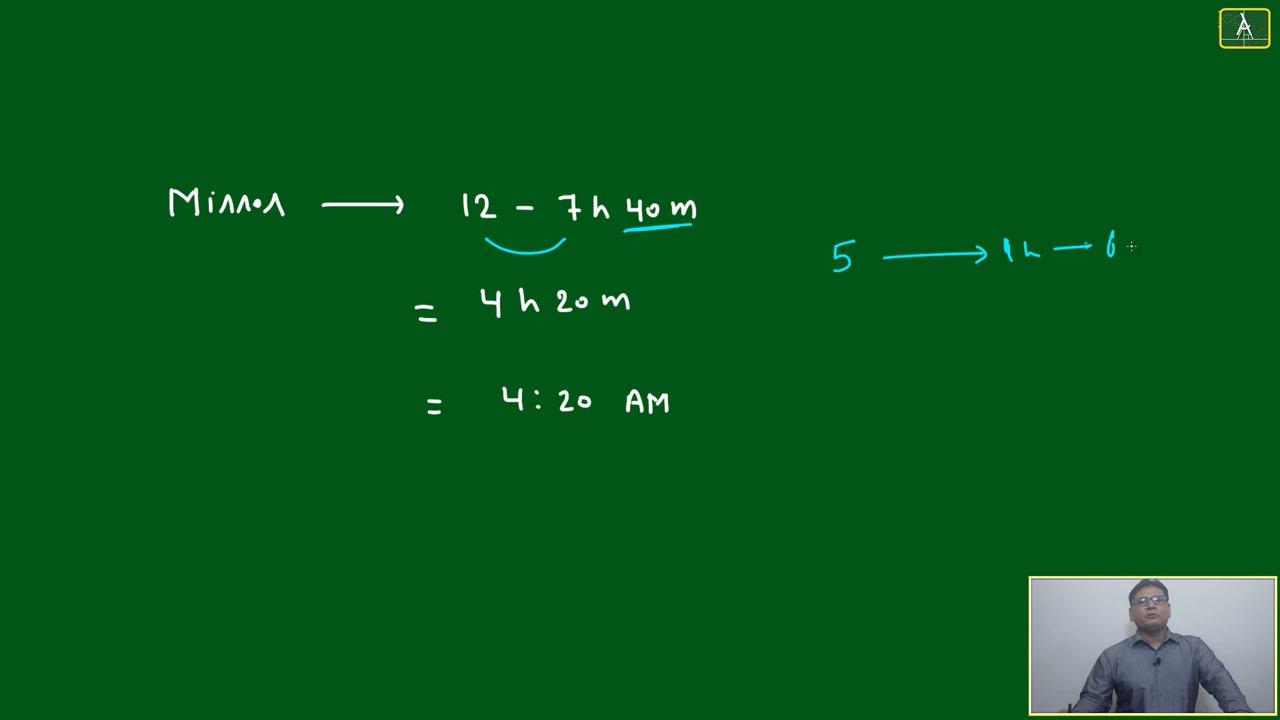 Mirror → 12 - 7 h 40 m
5 → 1 h → 6
= 4 h 20 m
= 4 : 20 AM